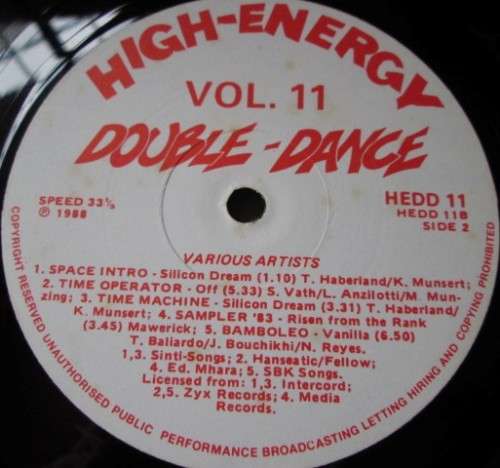 HIGH-ENERGY
VOL. 11
DOUBLE-DANCE
SPEED 33⅓
℗ 1988
HEDD 11
HEDD 11B
SIDE 2
VARIOUS ARTISTS
1. SPACE INTRO - Silicon Dream (1.10) T. Haberland/K. Munsert;
2. TIME OPERATOR - Off (5.33) S. Vath/L. Anzilotti/M. Mun-
zing; 3. TIME MACHINE - Silicon Dream (3.31) T. Haberland/
K. Munsert; 4. SAMPLER '83 - Risen from the Rank
(3.45) Mawerick; 5. BAMBOLEO - Vanilla (6.50)
T. Baliardo/J. Bouchikhi/N. Reyes.
1,3. Sinti-Songs; 2. Hanseatic/Fellow;
4. Ed. Mhara; 5. SBK Songs.
Licensed from: 1,3. Intercord;
2,5. Zyx Records; 4. Media
Records.
COPYRIGHT RESERVED UNAUTHORISED PUBLIC PERFORMANCE BROADCASTING LETTING HIRING AND COPYING PROHIBITED